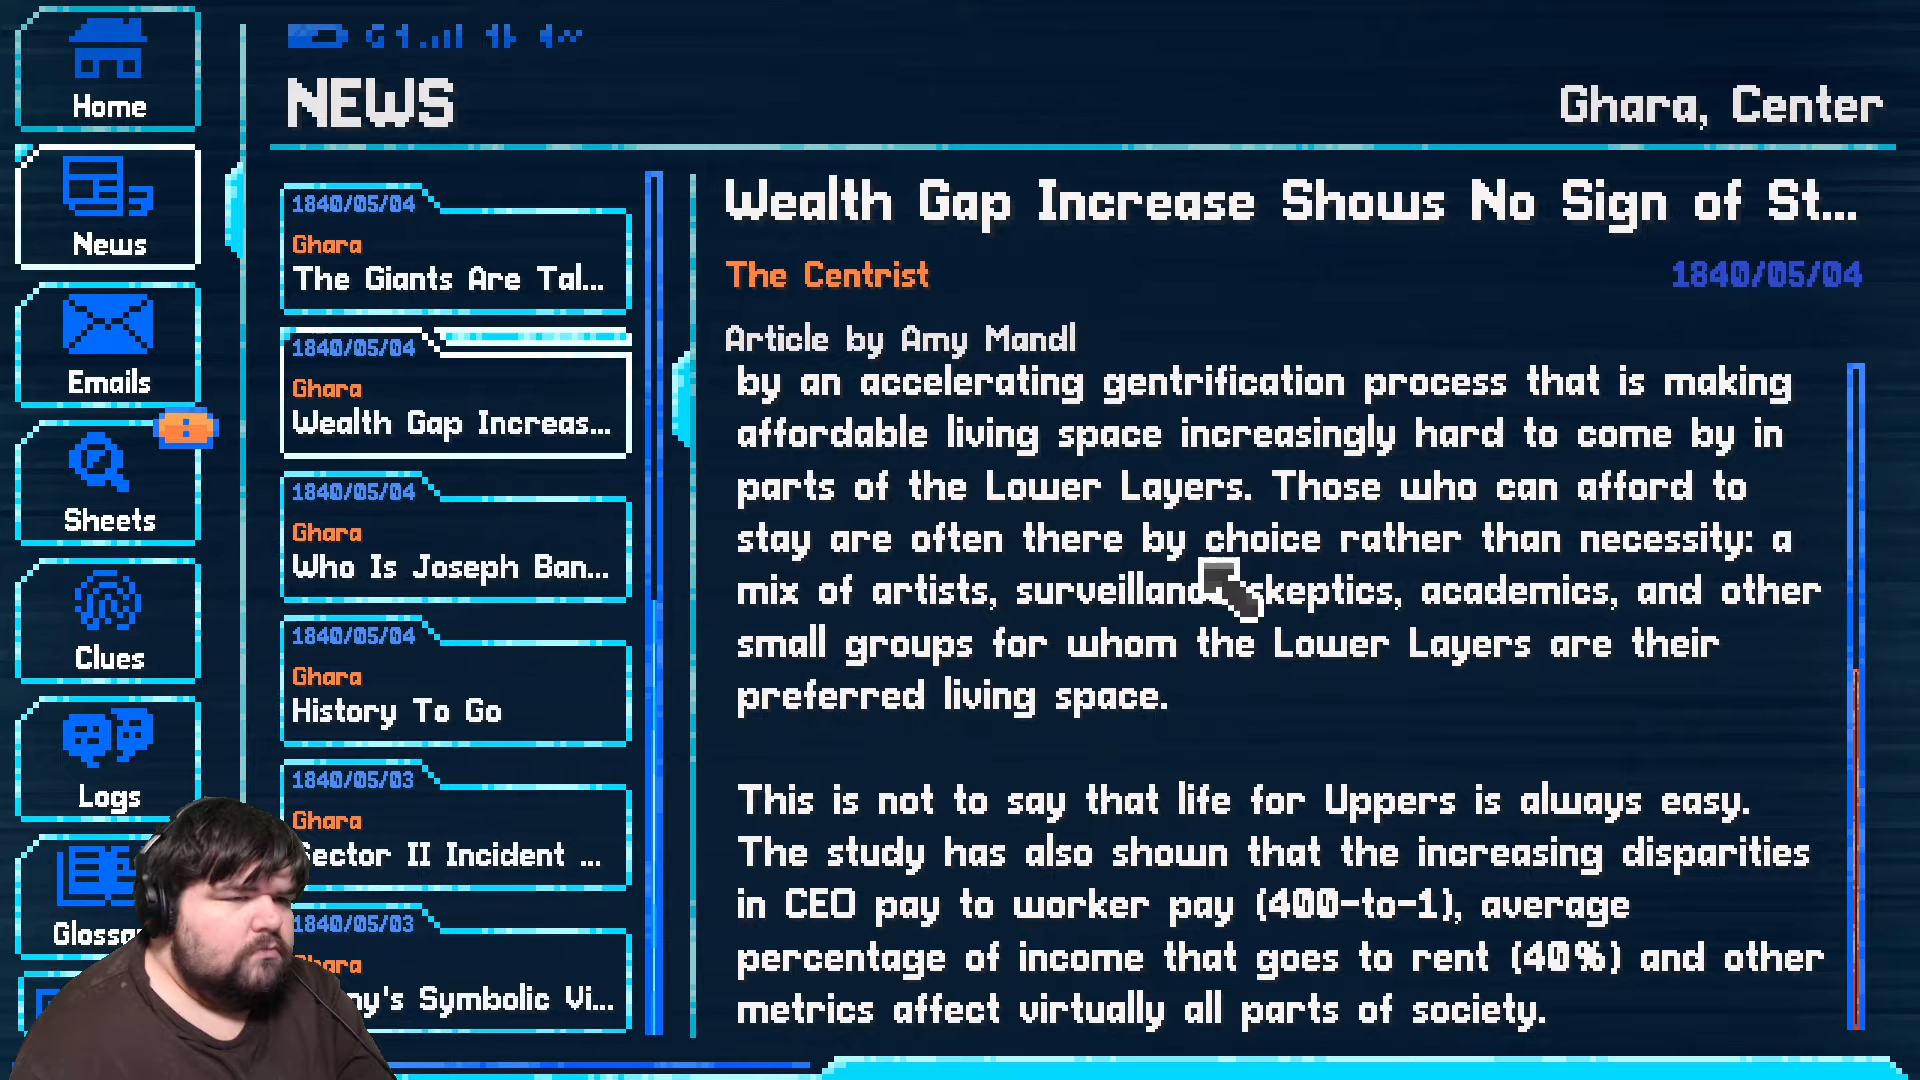 Home
News
Emails
Sheets
Clues
Logs
NEWS
Ghara, Center
1840/05/04
Ghara
The Giants Are Tal...
1840/05/04
Ghara
Wealth Gap Increas...
1840/05/04
Ghara
Who Is Joseph Ban...
1840/05/04
Ghara
History To Go
1840/05/03
Ghara
Sector II Incident ...
1840/05/03
Ghara
Symbolic Vi...
Wealth Gap Increase Shows No Sign of St...
The Centrist
1840/05/04
Article by Amy Mandl
by an accelerating gentrification process that is making
affordable living space increasingly hard to come by in
parts of the Lower Layers. Those who can afford to
stay are often there by choice rather than necessity: a
mix of artists, surveillance skeptics, academics, and other
small groups for whom the Lower Layers are their
preferred living space.
This is not to say that life for Uppers is always easy.
The study has also shown that the increasing disparities
in CEO pay to worker pay (400-to-1), average
percentage of income that goes to rent (40%) and other
metrics affect virtually all parts of society.